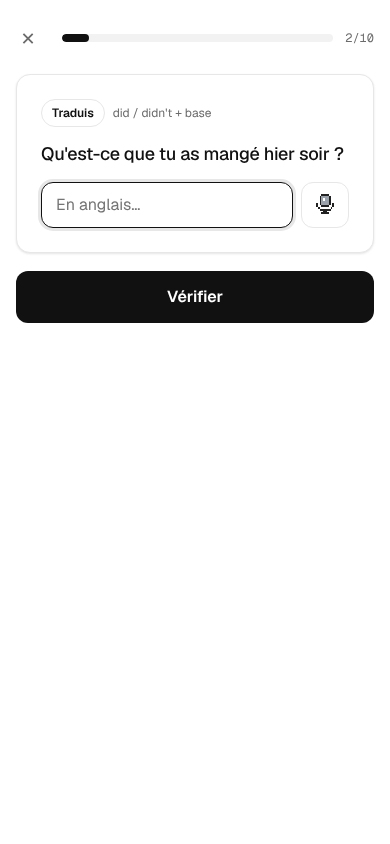 2/10
Traduis did / didn't + base
Qu'est-ce que tu as mangé hier soir ?
En anglais…
Vérifier